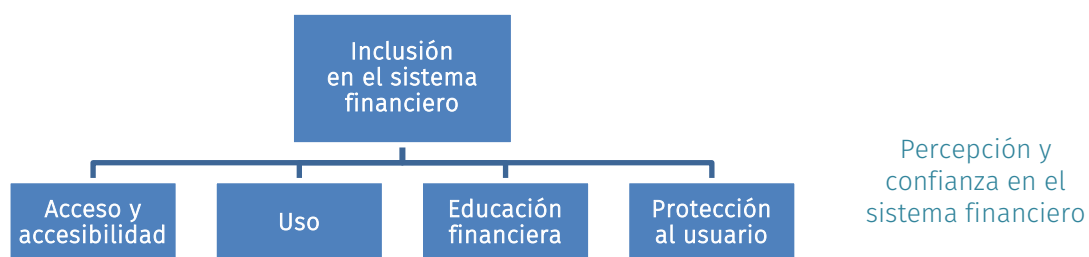 Inclusión
en el sistema
financiero
Acceso y
accesibilidad
Uso
Educación
financiera
Protección
al usuario
Percepción y
confianza en el
sistema financiero